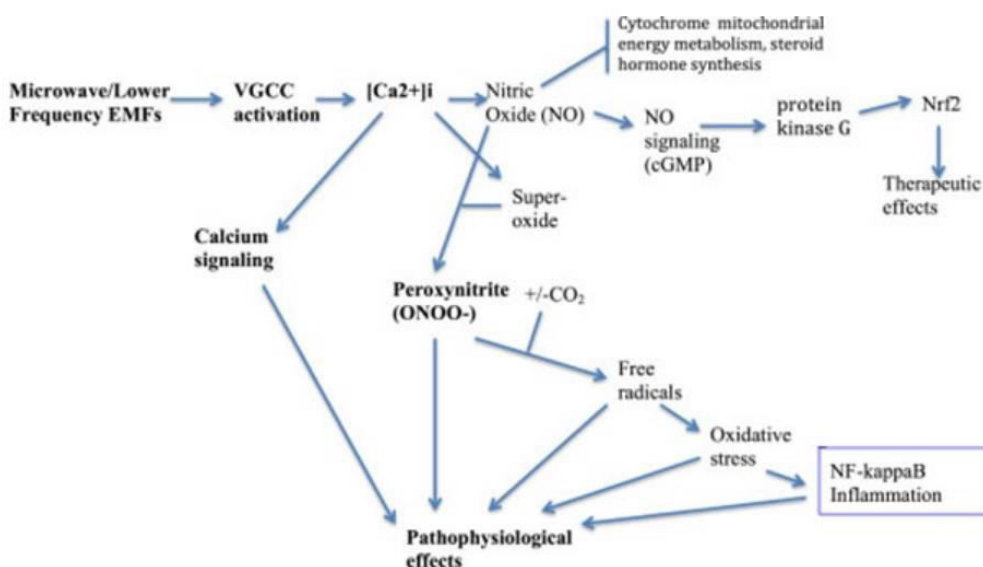 Cytochrome mitochondrial
energy metabolism, steroid
hormone synthesis
Microwave/Lower
Frequency EMFs
VGCC
activation
[Ca2+]i
Nitric
Oxide (NO)
NO
signaling
(cGMP)
protein
kinase G
Nrf2
Therapeutic
effects
Super-
oxide
Calcium
signaling
Peroxynitrite
(ONOO-)
+/-CO₂
Free
radicals
Oxidative
stress
NF-kappaB
Inflammation
Pathophysiological
effects